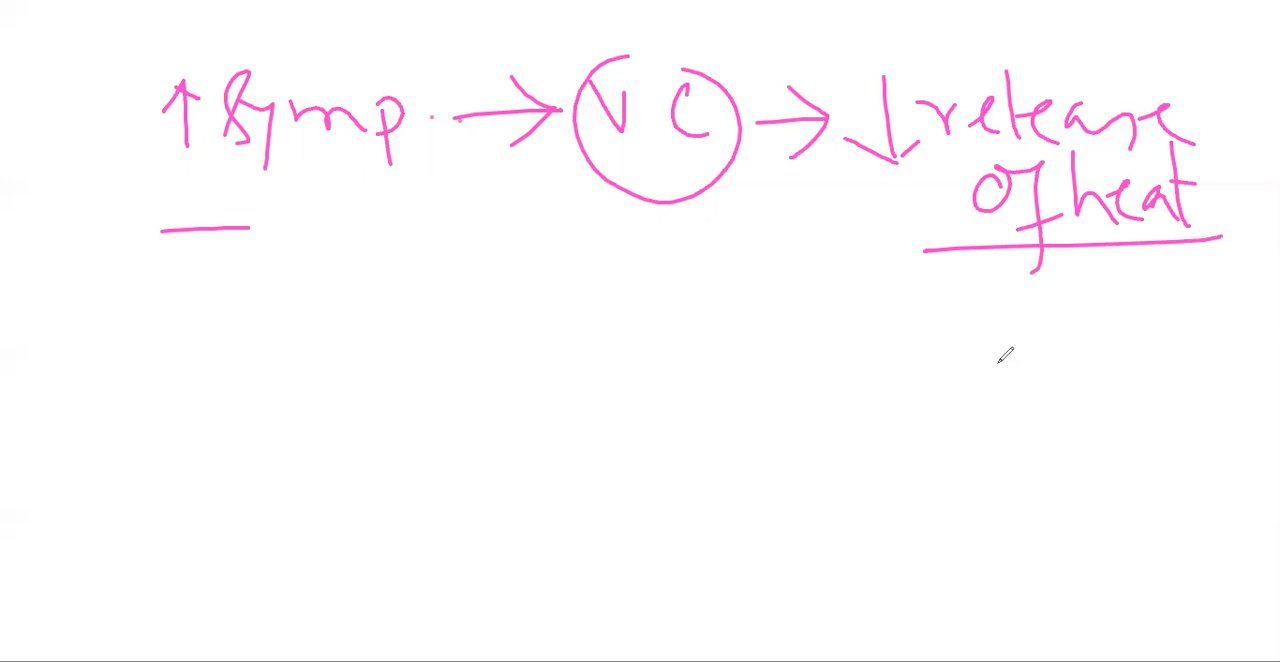 ↑ Symp. → VC → ↓ release
of heat